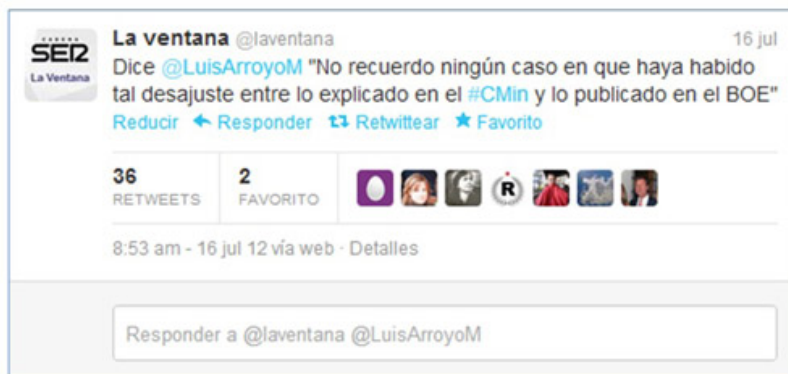 SER
La Ventana
La ventana @laventana 16 jul
Dice @LuisArroyoM "No recuerdo ningún caso en que haya habido
tal desajuste entre lo explicado en el #CMin y lo publicado en el BOE"
Reducir Responder Retwittear Favorito
36 2
RETWEETS FAVORITO
R
8:53 am - 16 jul 12 vía web · Detalles
Responder a @laventana @LuisArroyoM